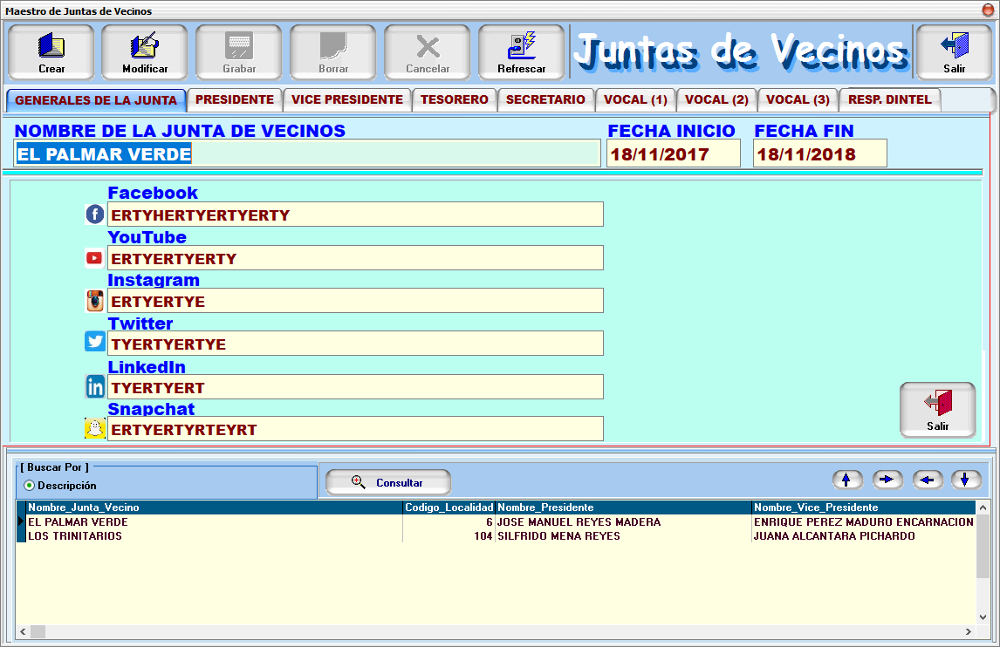 Maestro de Juntas de Vecinos
Crear Modificar Grabar Borrar Cancelar Refrescar Juntas de Vecinos Salir
GENERALES DE LA JUNTA PRESIDENTE VICE PRESIDENTE TESORERO SECRETARIO VOCAL (1) VOCAL (2) VOCAL (3) RESP. DINTEL
NOMBRE DE LA JUNTA DE VECINOS FECHA INICIO FECHA FIN
EL PALMAR VERDE 18/11/2017 18/11/2018
Facebook
ERTYHERTYERTYERTY
YouTube
ERTYERTYERTY
Instagram
ERTYERTYE
Twitter
TYERTYERTYE
LinkedIn
TYERTYERT
Snapchat
ERTYERTYRTEYRT
Salir
[ Buscar Por ]
Descripción Consultar
Nombre_Junta_Vecino Codigo_Localidad Nombre_Presidente Nombre_Vice_Presidente
EL PALMAR VERDE 6 JOSE MANUEL REYES MADERA ENRIQUE PEREZ MADURO ENCARNACION
LOS TRINITARIOS 104 SILFRIDO MENA REYES JUANA ALCANTARA PICHARDO